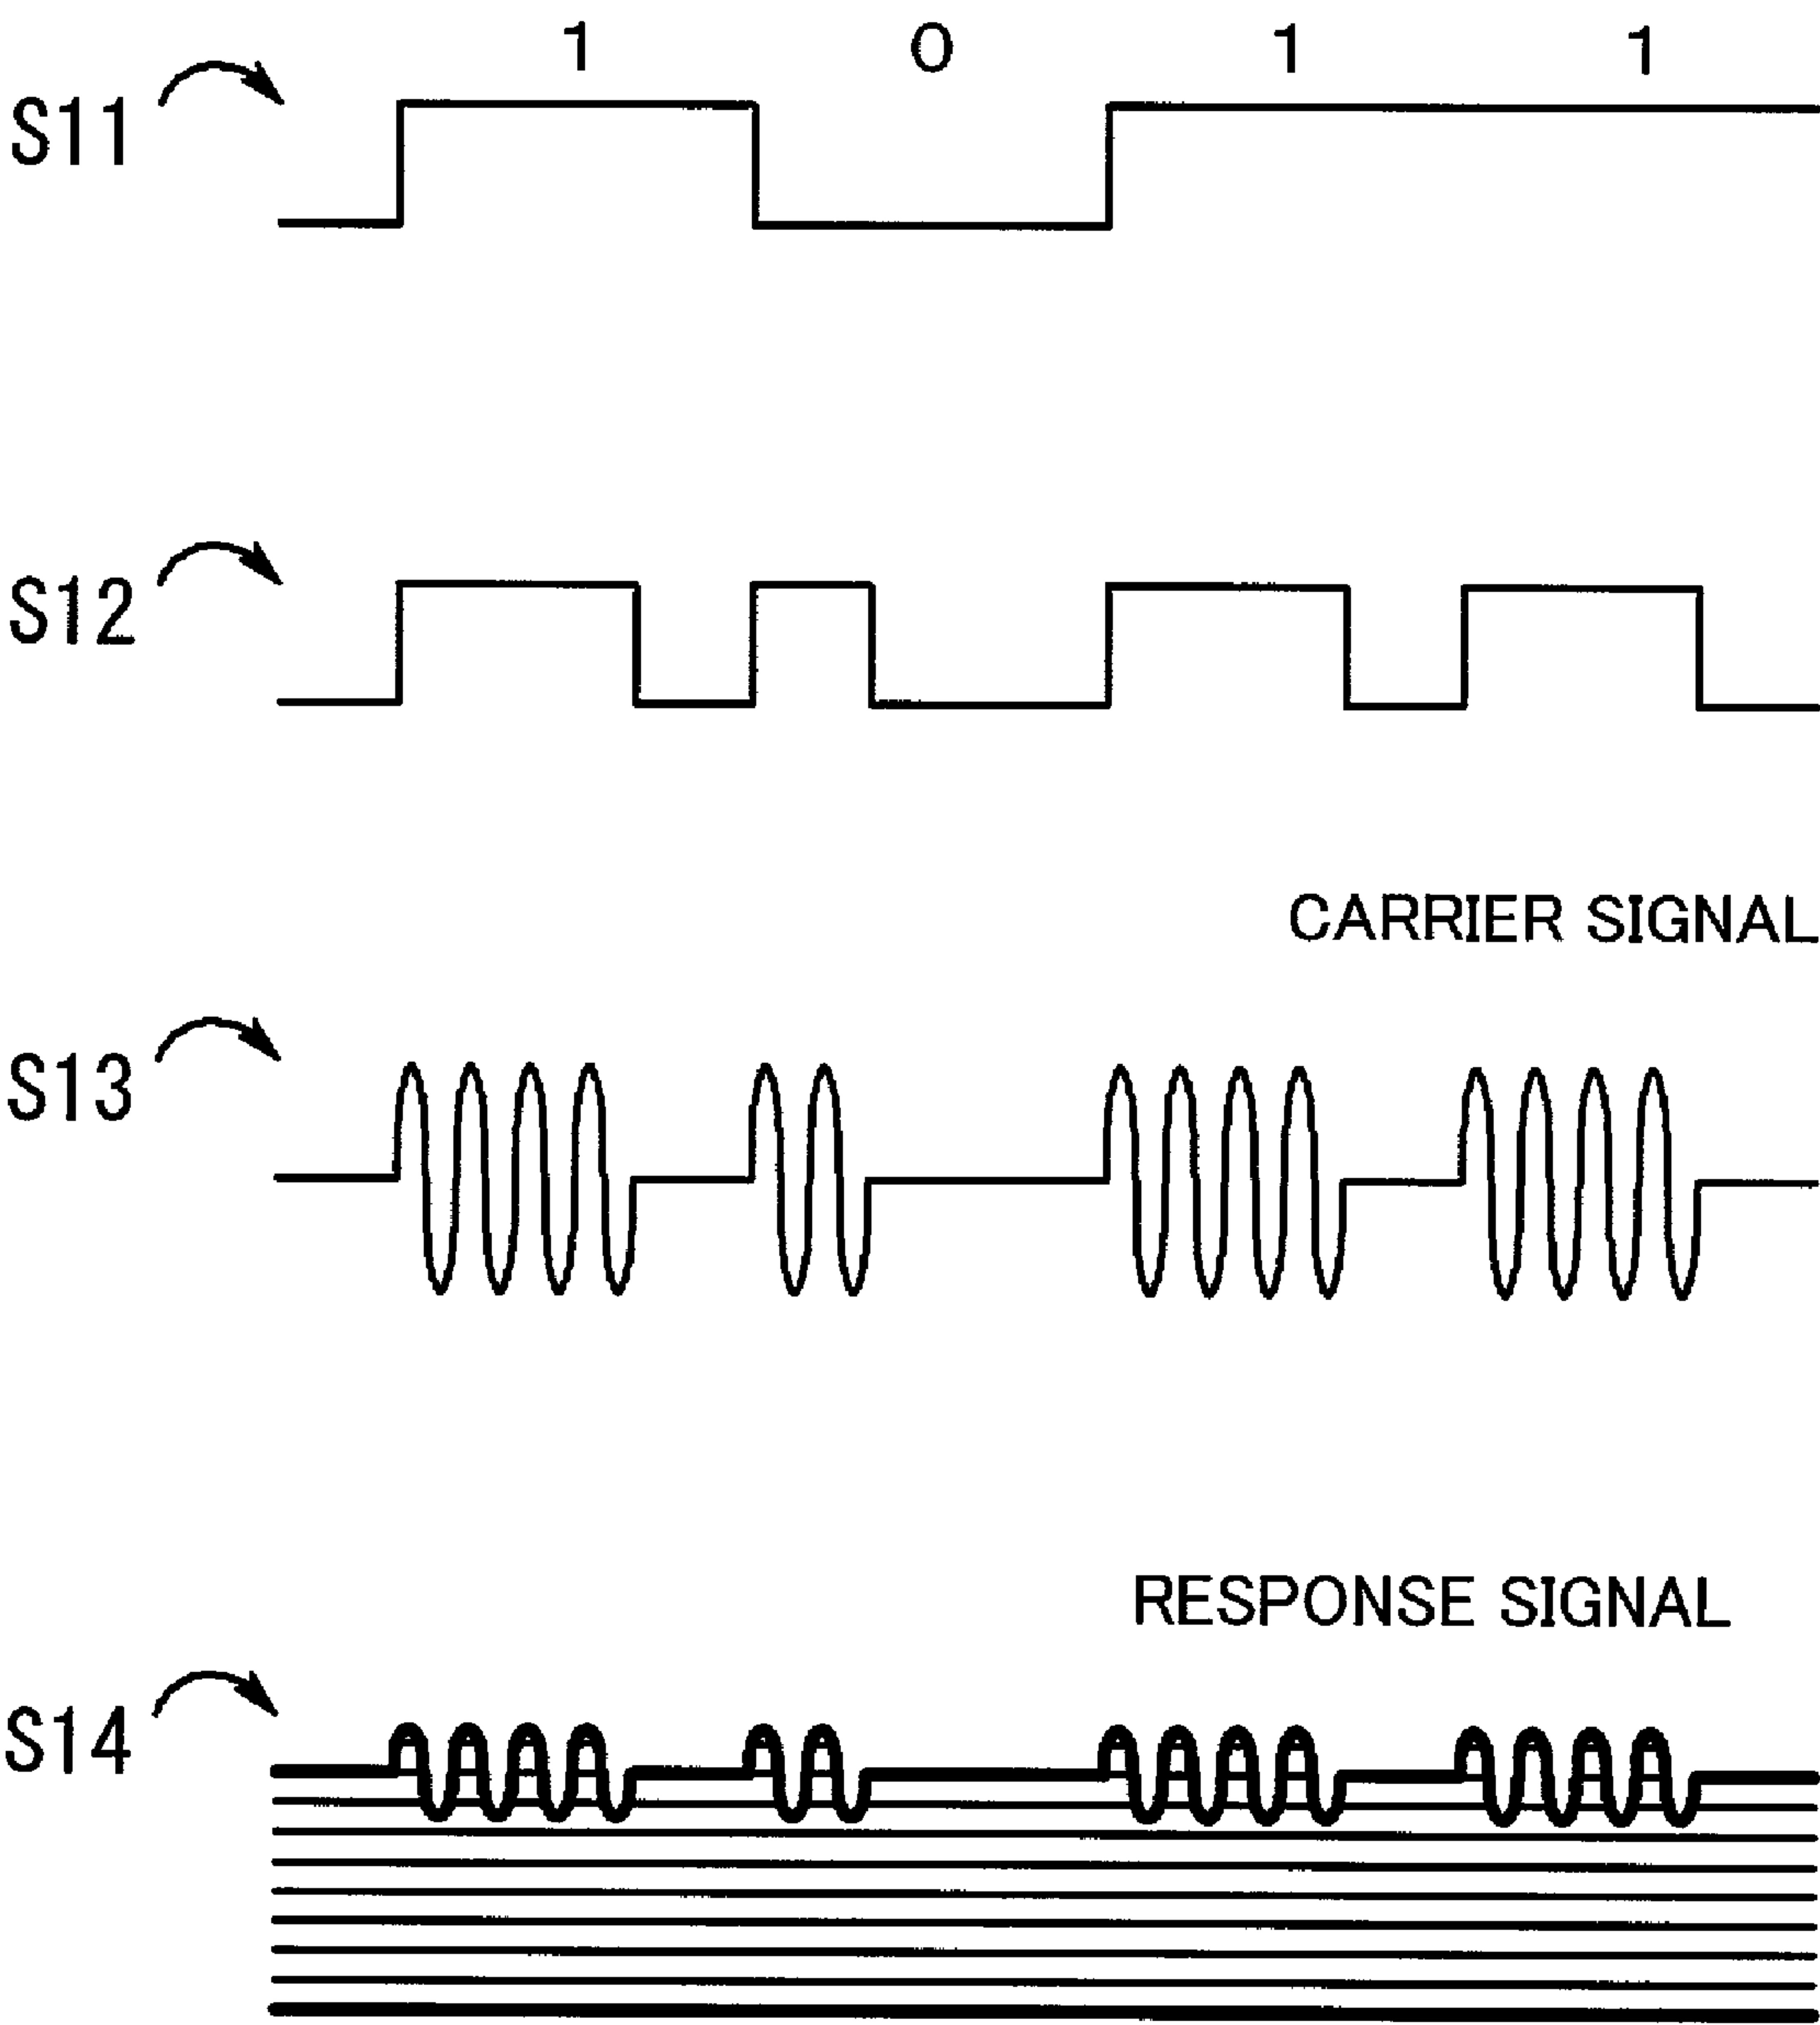 1 0 1 1
S11
S12
CARRIER SIGNAL
S13
RESPONSE SIGNAL
S14